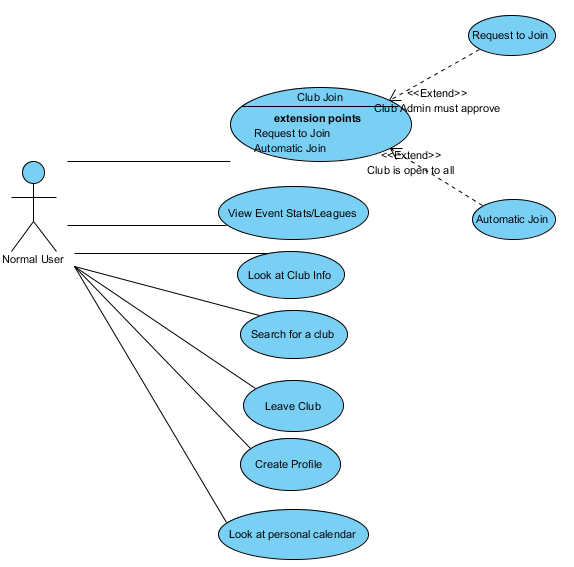 Request to Join
<<Extend>>
Club Admin must approve
Club Join
extension points
Request to Join
Automatic Join
<<Extend>>
Club is open to all
Automatic Join
Normal User
View Event Stats/Leagues
Look at Club Info
Search for a club
Leave Club
Create Profile
Look at personal calendar